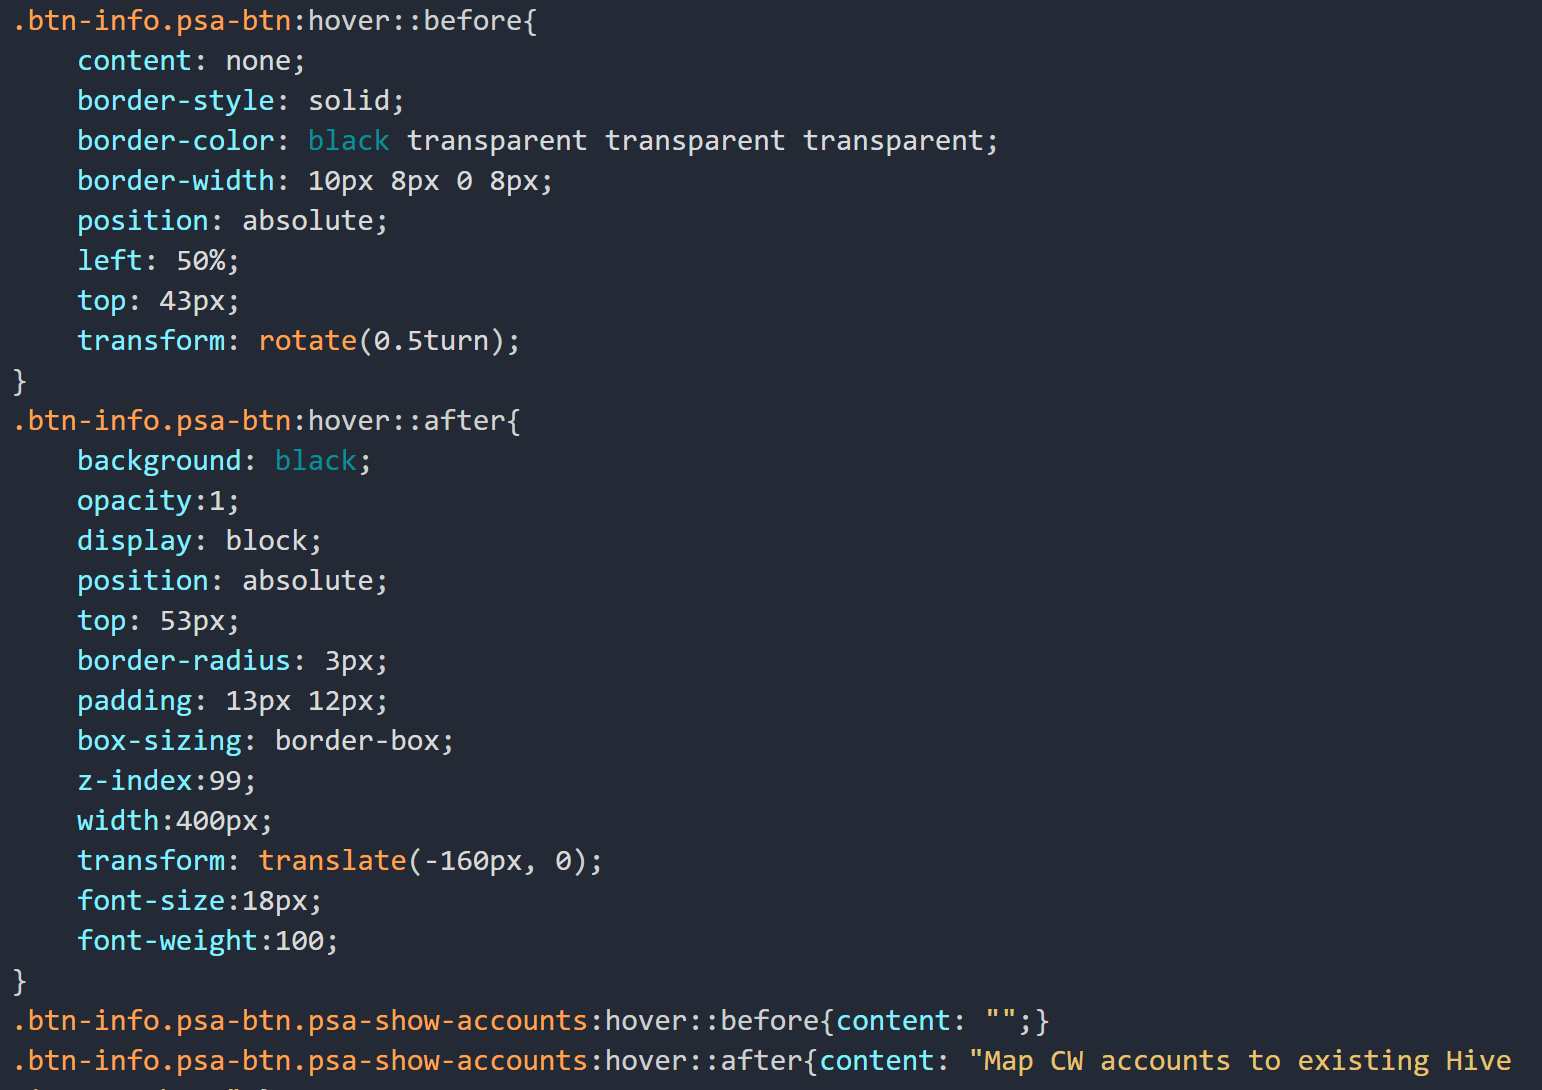 .btn-info.psa-btn:hover::before{
    content: none;
    border-style: solid;
    border-color: black transparent transparent transparent;
    border-width: 10px 8px 0 8px;
    position: absolute;
    left: 50%;
    top: 43px;
    transform: rotate(0.5turn);
}
.btn-info.psa-btn:hover::after{
    background: black;
    opacity:1;
    display: block;
    position: absolute;
    top: 53px;
    border-radius: 3px;
    padding: 13px 12px;
    box-sizing: border-box;
    z-index:99;
    width:400px;
    transform: translate(-160px, 0);
    font-size:18px;
    font-weight:100;
}
.btn-info.psa-btn.psa-show-accounts:hover::before{content: "";}
.btn-info.psa-btn.psa-show-accounts:hover::after{content: "Map CW accounts to existing Hive